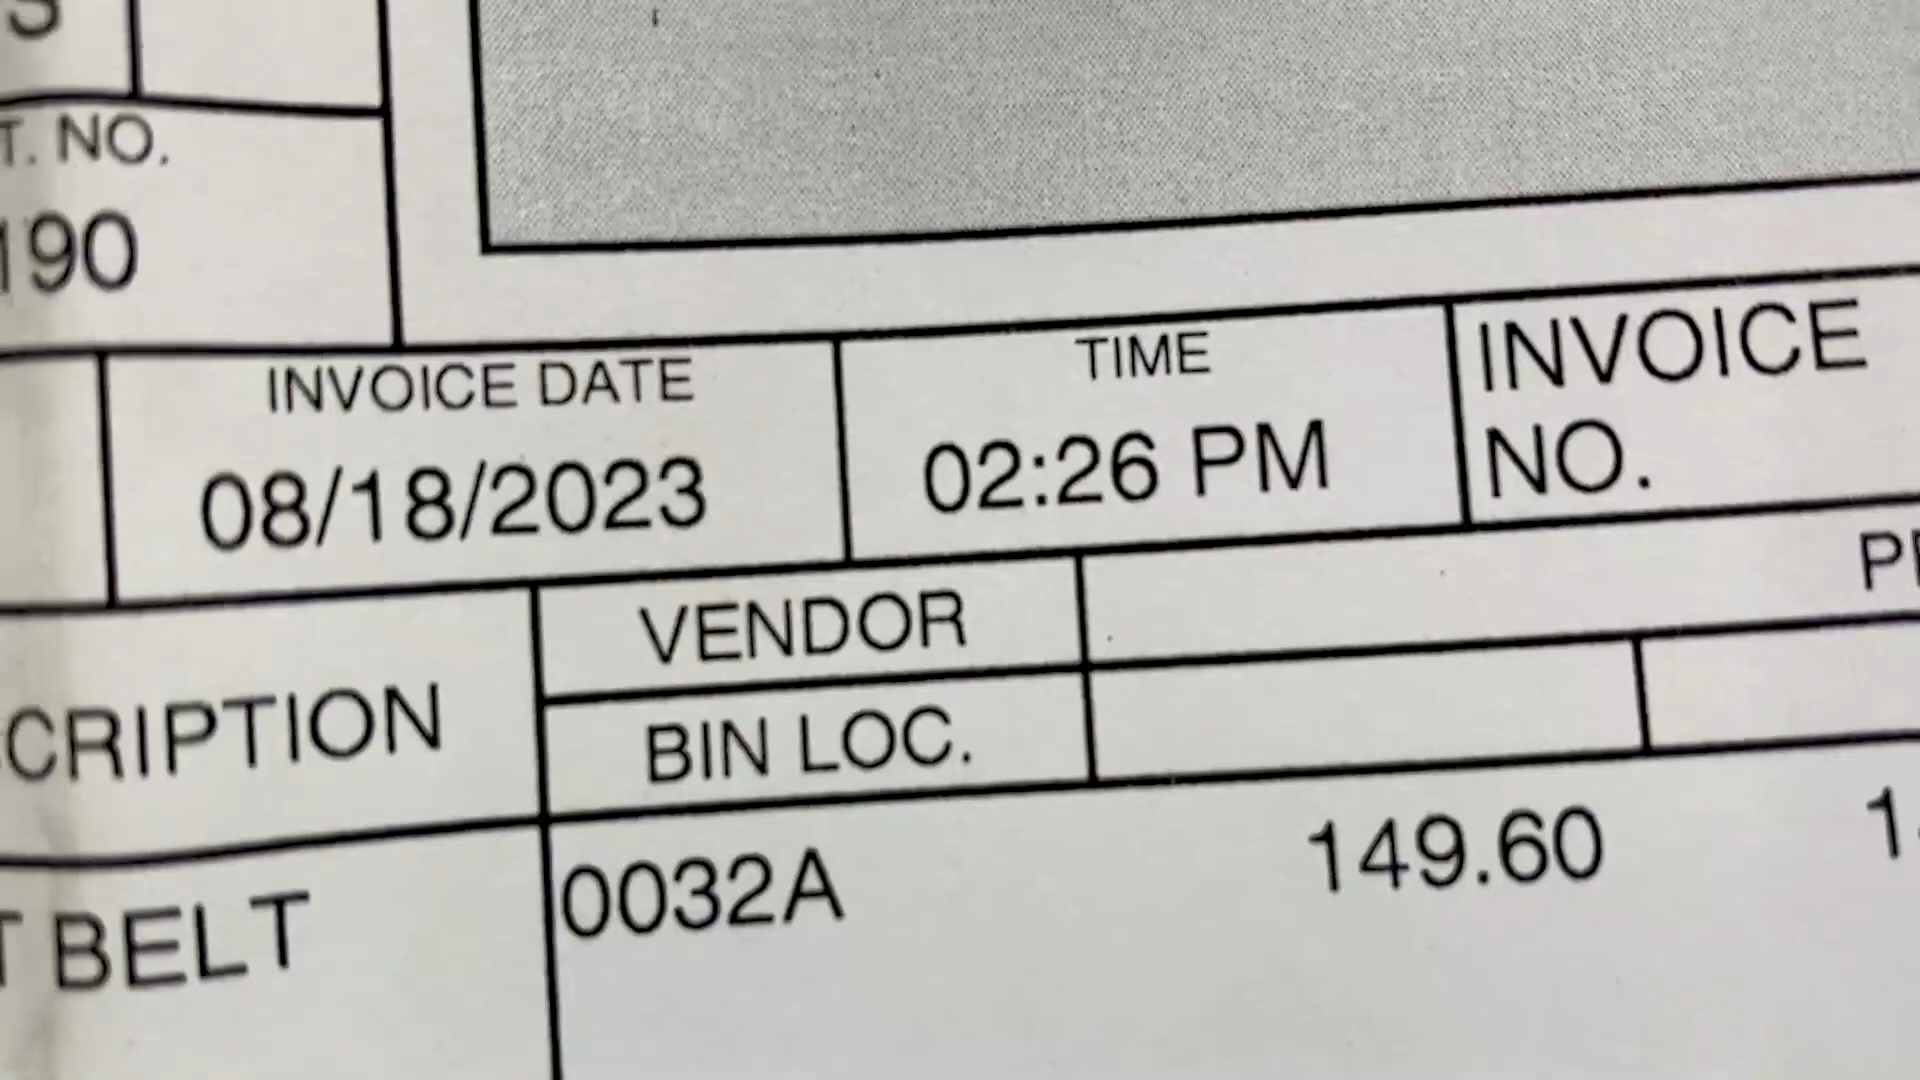 T. NO.
190
INVOICE DATE
08/18/2023
TIME
02:26 PM
INVOICE
NO.
CRIPTION
VENDOR
BIN LOC.
BELT
0032A
149.60